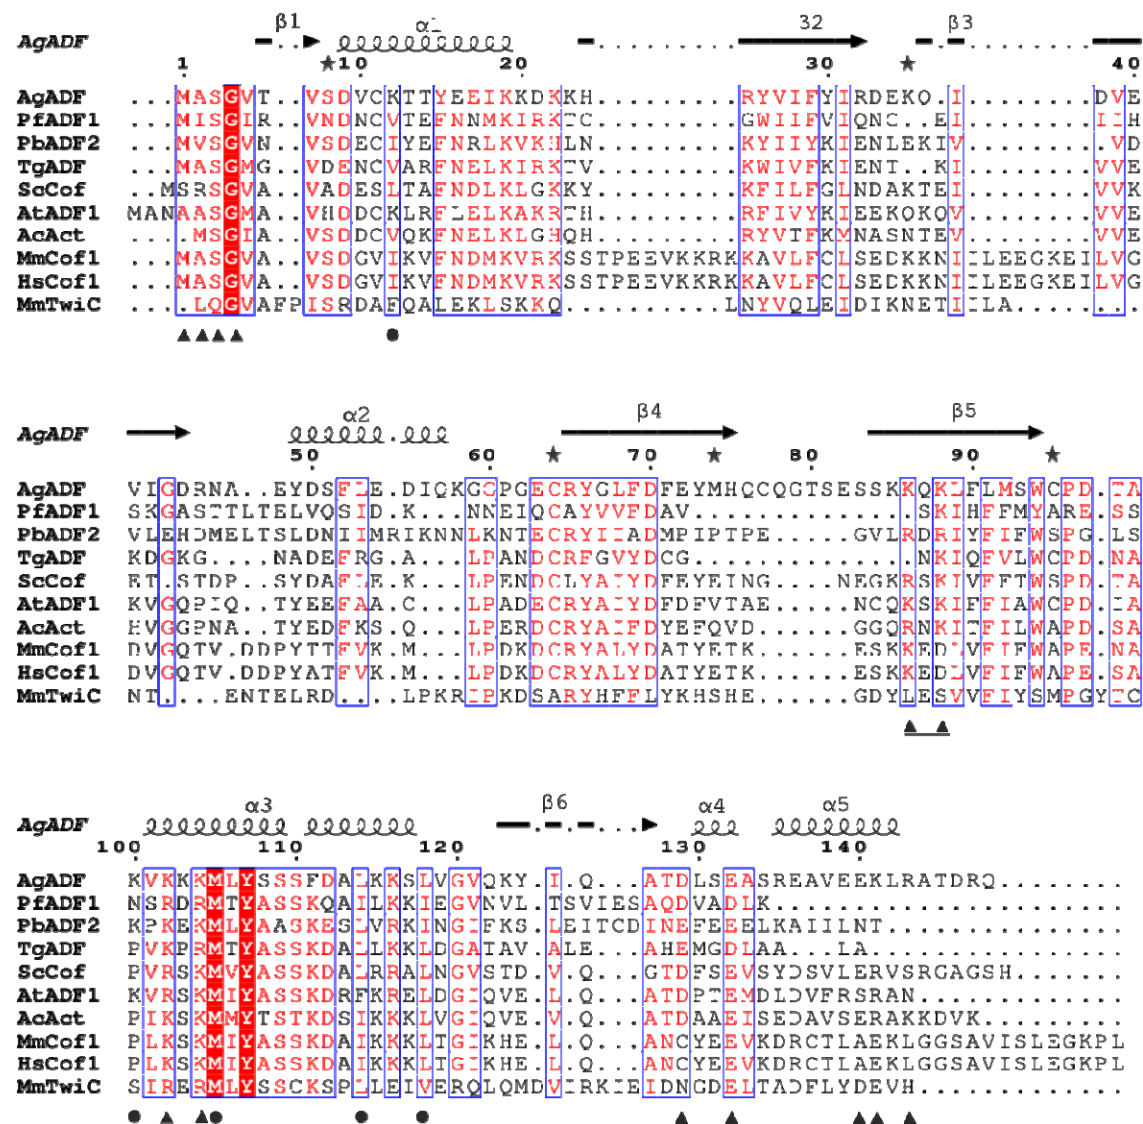 β1 α1 32 β3
AgADF
1 10 20 30 40
AgADF ...MASGVT..VSDVCKTTYEEIKKDKKH.........RYVIFYIRDEKQ.I........DVE
PfADF1 ...MISGIR..VNDNCVTEFNNMKIRKTC.........GWIIFVIQNC..EI........IIH
PbADF2 ...MVSGVN..VSDECIYEFNRLKVKHLN.........KYIIYKIENLEKIV........IVD
TgADF ...MASGMG..VDENCVARFNELKIRKTV.........KWIVFKIENT..KI........VVE
ScCof ..MSRSGVA..VADESLTAFNDLKLGKKY.........KFILFGLNDAKTEI........VVK
AtADF1 MANAASGMA..VHDDCKLRFLELKAKRTH.........RFIVYKIEEKQKQV........VVE
AcAct ....MSGIA..VSDDCVQKFNELKLGHQH.........RYVTFKMNASNTEV........VVE
MmCof1 ...MASGVA..VSDGVIKVFNDMKVRKSSTPEEVKKRKKAVLFCLSEDKKNIILEEGKEILVG
HsCof1 ...MASGVA..VSDGVIKVFNDMKVRKSSTPEEVKKRKKAVLFCLSEDKKNIILEEGKEILVG
MmTwiC ....LQGVAFPISRDAFQALEKLSKKQ..........LNYVQLEIDIKNETIILA........
α2 β4 β5
AgADF
50 60 70 80 90
AgADF VIGDRNA..EYDSFLE.DIQKGCPGECRYGLFDFEYMHQCQGTSESSKKQKLFLMSWCPD.TA
PfADF1 SKGASTTLTELVQSID.K...NNEIQCAYVVFDAV............SKIHFFMYARE.SS
PbADF2 VLEHDMELTSLDNIIMRIKNNLKNTECRYIIADMPIPTPE.....GVLRDRIYFIFWSPG.LS
TgADF KDGKG....NADEFRG.A...LPANDCRFGVYDCG............NKIQFVLWCPD.NA
ScCof ET.STDP..SYDAFLE.K...LPENDCLYAIYDFEYEING....NEGKRSKIVFFTWSPD.TA
AtADF1 KVGQPIQ..TYEEFAA.C...LPADECRYAIYDFDFVTAE.....NCQKSKIFFIAWCPD.IA
AcAct HVGGPNA..TYEDFKS.Q...LPERDCRYAIFDYEFQVD......GGQRNKITFILWAPD.SA
MmCof1 DVGQTV.DDPYTTFVK.M...LPDKDCRYALYDATYETK......ESKKEDLVFIFWAPE.NA
HsCof1 DVGQTV.DDPYATFVK.M...LPDKDCRYALYDATYETK......ESKKEDLVFIFWAPE.SA
MmTwiC NT...ENTELRD...LPKRIPKDSARYHFFLYKHSHE......GDYLESVVFIYSMPGYTC
α3 β6 α4 α5
AgADF
100 110 120 130 140
AgADF KVKKKMLYSSSFDALKKSLVGVQKY.I.Q...ATDLSEASREAVEEKLRATDRQ........
PfADF1 NSRDRMTYASSKQAILKKIEGVNVL.TSVIESAQDVADLK......................
PbADF2 KPKEKMLYAASKESLVRKINGIFKS.LEITCDINEFEEELKAIILNT...............
TgADF PVKPRMTYASSKDALLKKLDGATAV.ALE...AHEMGDLAA...LA................
ScCof PVRSKMVYASSKDALRRALNGVSTD.V.Q...GTDFSEVSYDSVLERVSRGAGSH.......
AtADF1 KVRSKMIYASSKDRFKRELDGIQVE.L.Q...ATDPTEMDLDVFRSRAN.............
AcAct PIKSKMMYTSTKDSIKKKLVGIQVE.V.Q...ATDAAEISEDAVSERAKKDVK.........
MmCof1 PLKSKMIYASSKDAIKKKLTGIKHE.L.Q...ANCYEEVKDRCTLAEKLGGSAVISLEGKPL
HsCof1 PLKSKMIYASSKDAIKKKLTGIKHE.L.Q...ANCYEEVKDRCTLAEKLGGSAVISLEGKPL
MmTwiC SIRERMLYSSCKSPLLEIVERQLQMDVIRKIEIDNGDELTADFLYDEVH.............